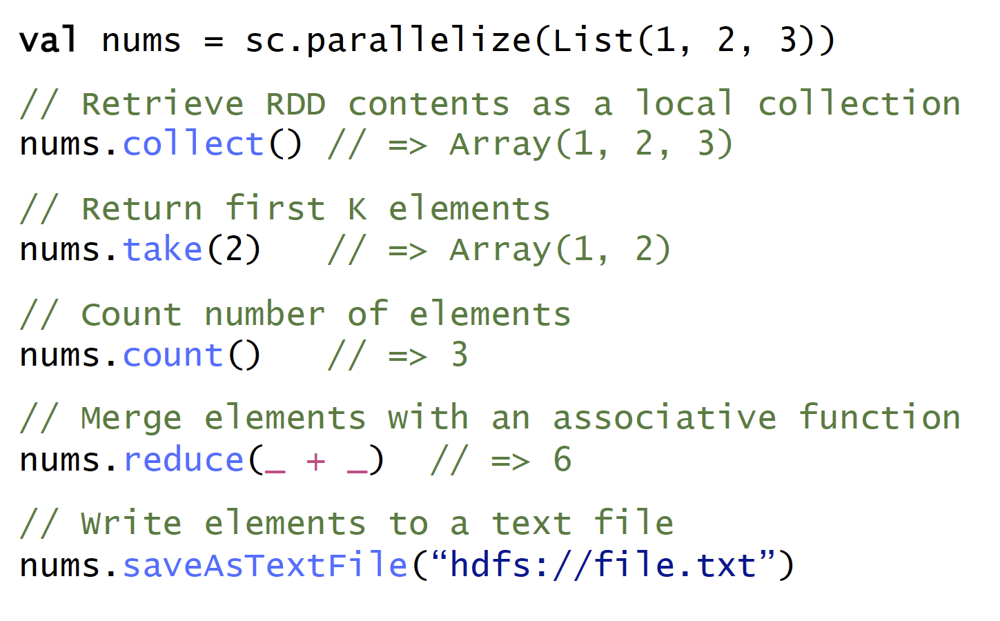 val nums = sc.parallelize(List(1, 2, 3))
// Retrieve RDD contents as a local collection
nums.collect() // => Array(1, 2, 3)
// Return first K elements
nums.take(2)   // => Array(1, 2)
// Count number of elements
nums.count()   // => 3
// Merge elements with an associative function
nums.reduce(_ + _)  // => 6
// Write elements to a text file
nums.saveAsTextFile(“hdfs://file.txt”)